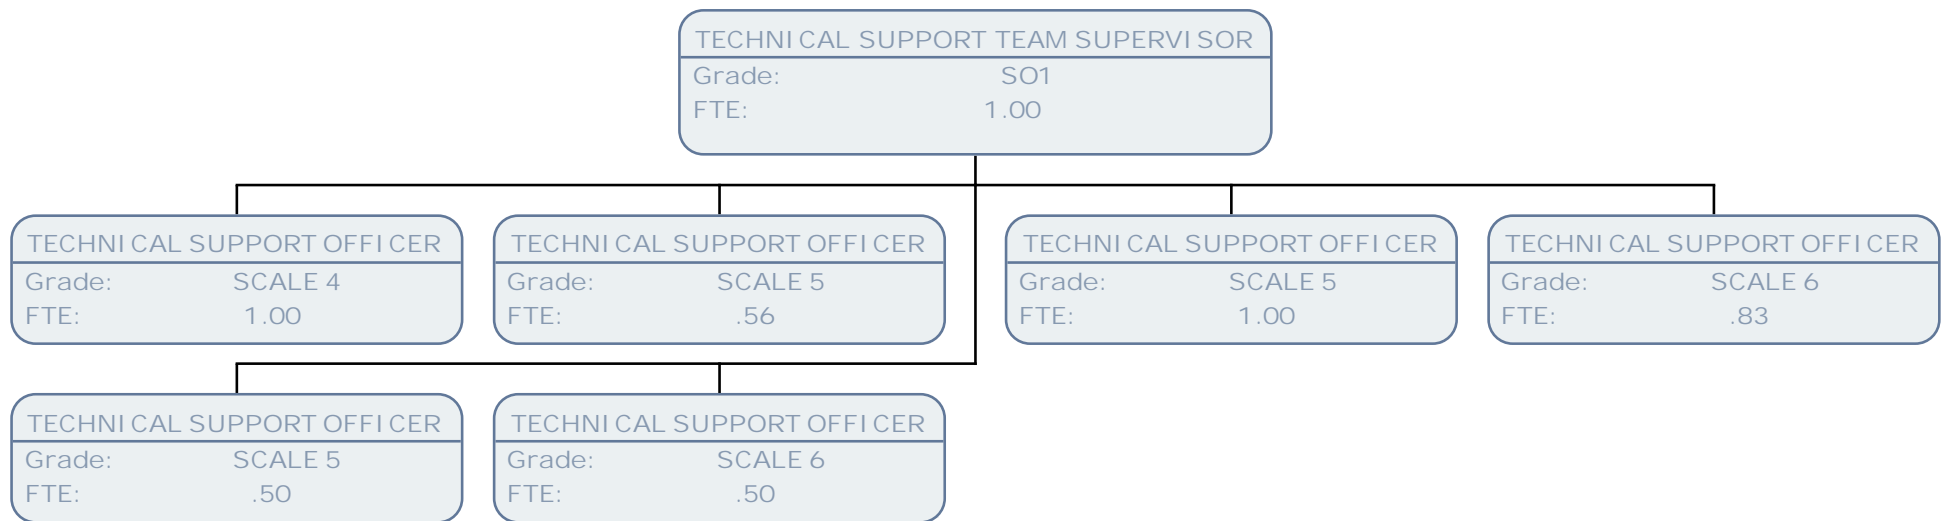 TECHNICAL SUPPORT TEAM SUPERVISOR
Grade: SO1
FTE: 1.00
TECHNICAL SUPPORT OFFICER
Grade: SCALE 4
FTE: 1.00
TECHNICAL SUPPORT OFFICER
Grade: SCALE 5
FTE: .56
TECHNICAL SUPPORT OFFICER
Grade: SCALE 5
FTE: 1.00
TECHNICAL SUPPORT OFFICER
Grade: SCALE 6
FTE: .83
TECHNICAL SUPPORT OFFICER
Grade: SCALE 5
FTE: .50
TECHNICAL SUPPORT OFFICER
Grade: SCALE 6
FTE: .50